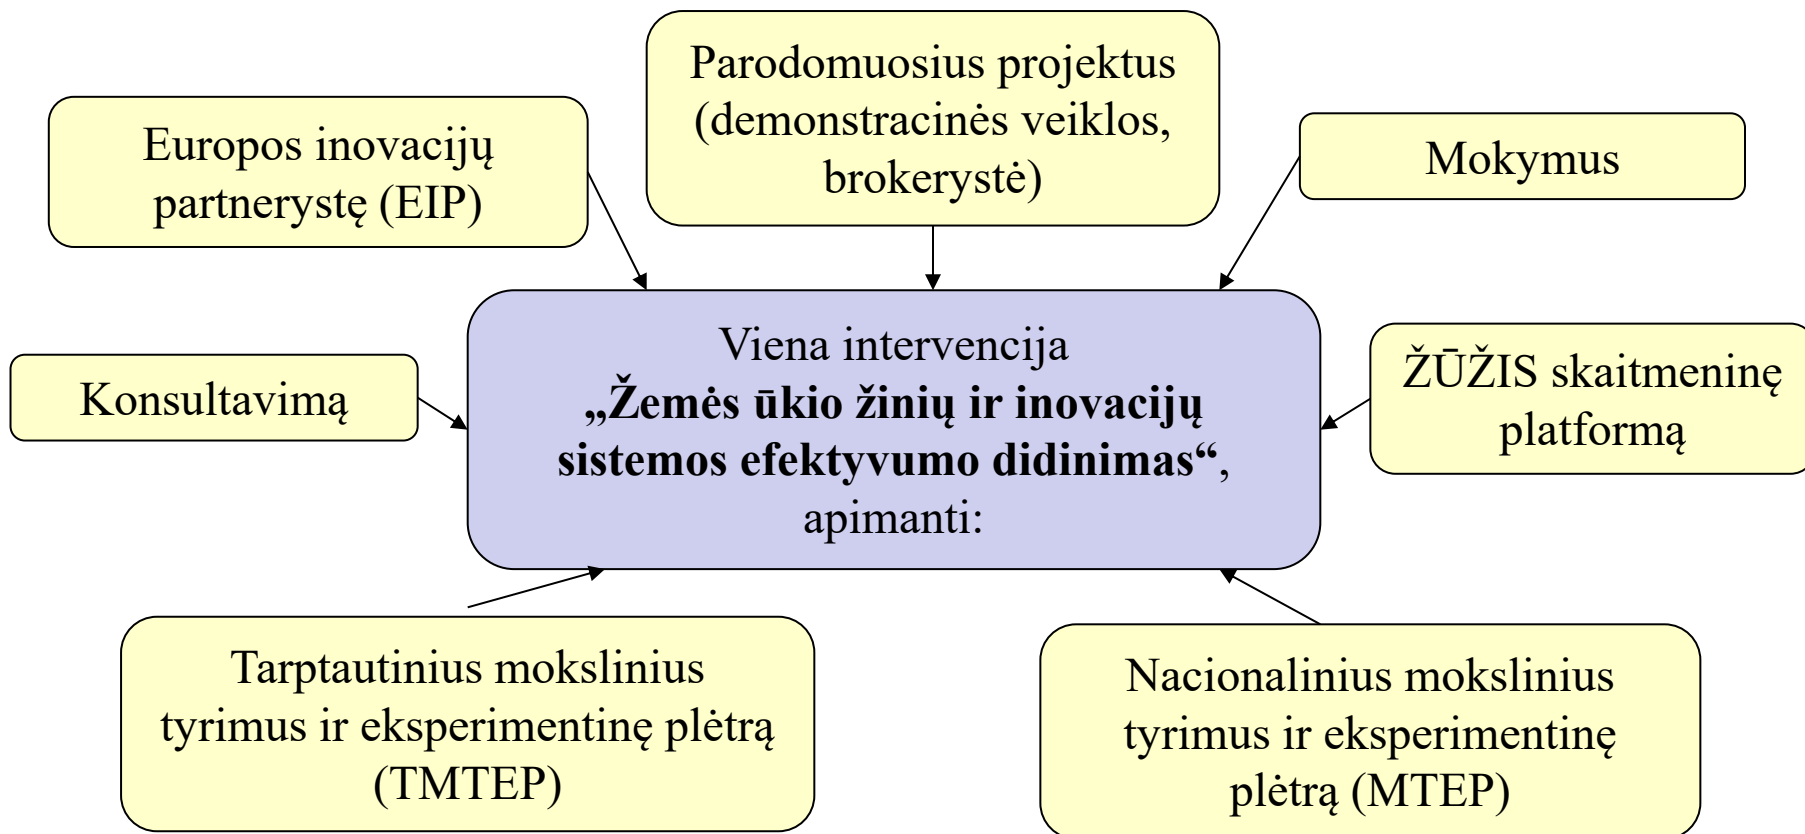 Parodomuosius projektus
(demonstracinės veiklos,
brokerystė)
Europos inovacijų
partnerystę (EIP)
Mokymus
Viena intervencija
„Žemės ūkio žinių ir inovacijų
sistemos efektyvumo didinimas“,
apimanti:
Konsultavimą
ŽŪŽIS skaitmeninę
platformą
Tarptautinius mokslinius
tyrimus ir eksperimentinę plėtrą
(TMTEP)
Nacionalinius mokslinius
tyrimus ir eksperimentinę
plėtrą (MTEP)